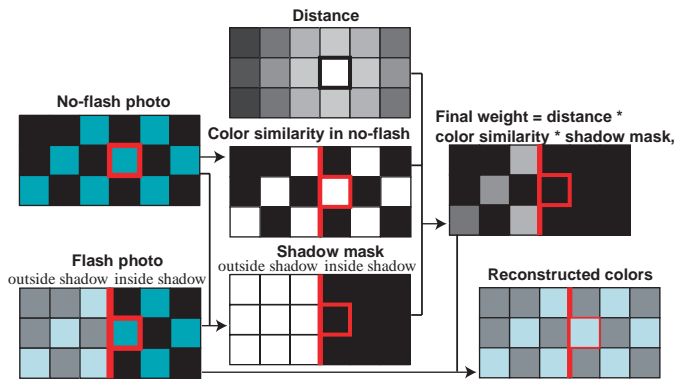 Distance
No-flash photo
Color similarity in no-flash
Final weight = distance *
color similarity * shadow mask,
Flash photo
outside shadow inside shadow
Shadow mask
outside shadow inside shadow
Reconstructed colors